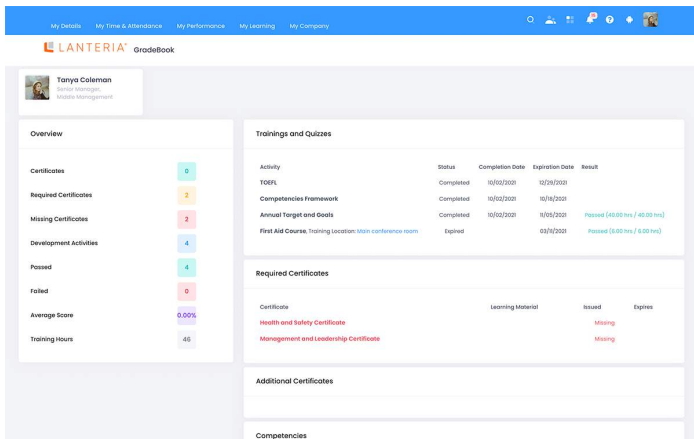 My Details My Time & Attendance My Performance My Learning My Company
LANTERIA GradeBook
Tanya Coleman
Senior Manager,
Middle Management
Overview
Certificates 0
Required Certificates 2
Missing Certificates 2
Development Activities 4
Passed 4
Failed 0
Average Score 0.00%
Training Hours 46
Trainings and Quizzes
Activity Status Completion Date Expiration Date Result
TOEFL Completed 10/02/2021 12/29/2021
Competencies Framework Completed 10/02/2021 10/18/2021
Annual Target and Goals Completed 10/02/2021 11/05/2021 Passed (40.00 hrs / 40.00 hrs)
First Aid Course, Training Location: Main conference room Expired 03/11/2021 Passed (6.00 hrs / 6.00 hrs)
Required Certificates
Certificate Learning Material Issued Expires
Health and Safety Certificate Missing
Management and Leadership Certificate Missing
Additional Certificates
Competencies